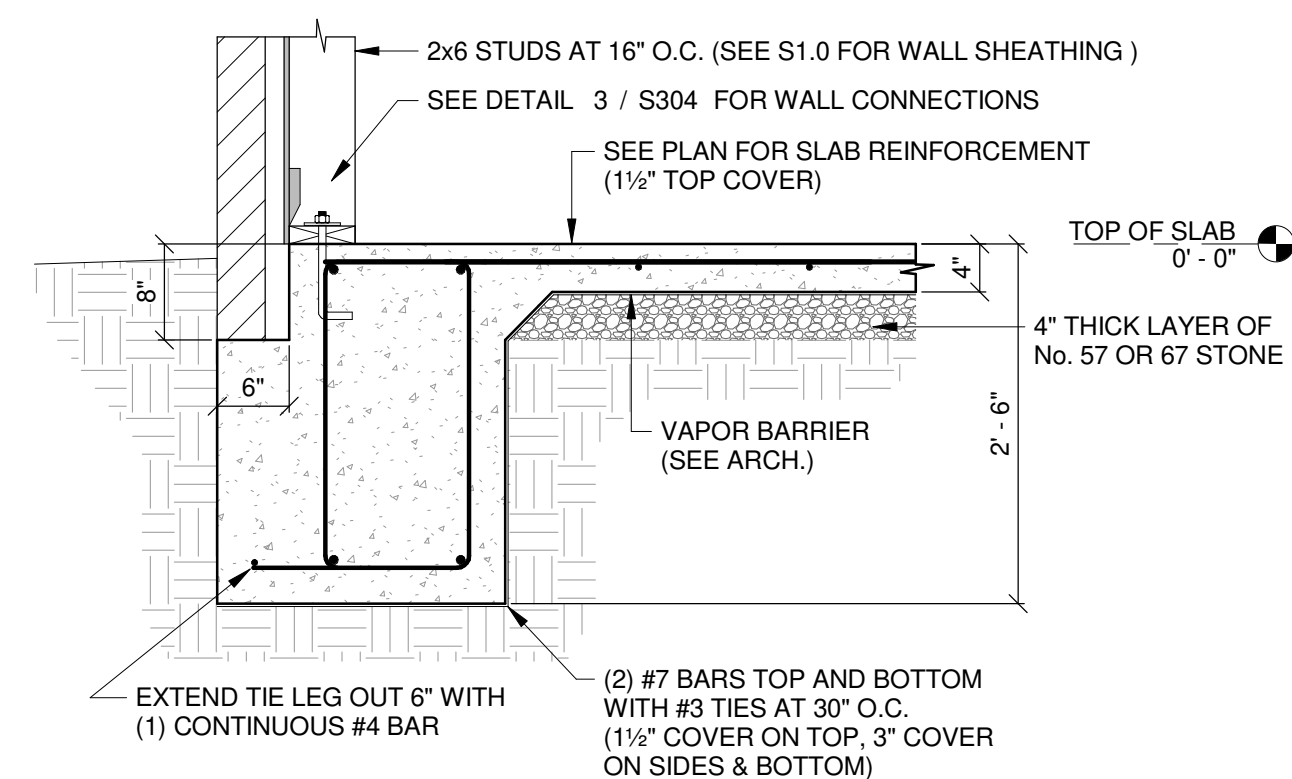 2x6 STUDS AT 16" O.C. (SEE S1.0 FOR WALL SHEATHING )
SEE DETAIL 3 / S304 FOR WALL CONNECTIONS
SEE PLAN FOR SLAB REINFORCEMENT
(1½" TOP COVER)
TOP OF SLAB
0' - 0"
8"
4"
4" THICK LAYER OF
No. 57 OR 67 STONE
6"
2' - 6"
VAPOR BARRIER
(SEE ARCH.)
EXTEND TIE LEG OUT 6" WITH
(1) CONTINUOUS #4 BAR
(2) #7 BARS TOP AND BOTTOM
WITH #3 TIES AT 30" O.C.
(1½" COVER ON TOP, 3" COVER
ON SIDES & BOTTOM)